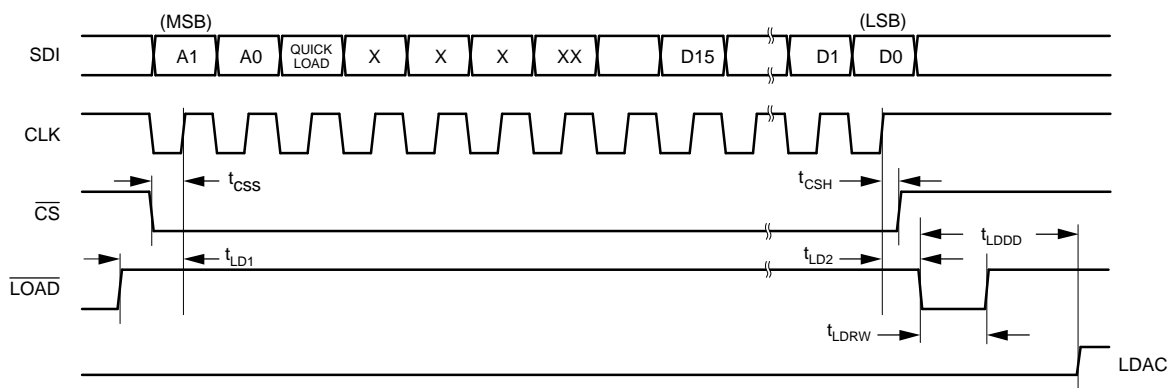 (MSB) (LSB)
SDI A1 A0 QUICK LOAD X X X XX D15 D1 D0
CLK
tCSS tCSH
CS
tLDDD
tLD1 tLD2
LOAD
tLDRW
LDAC